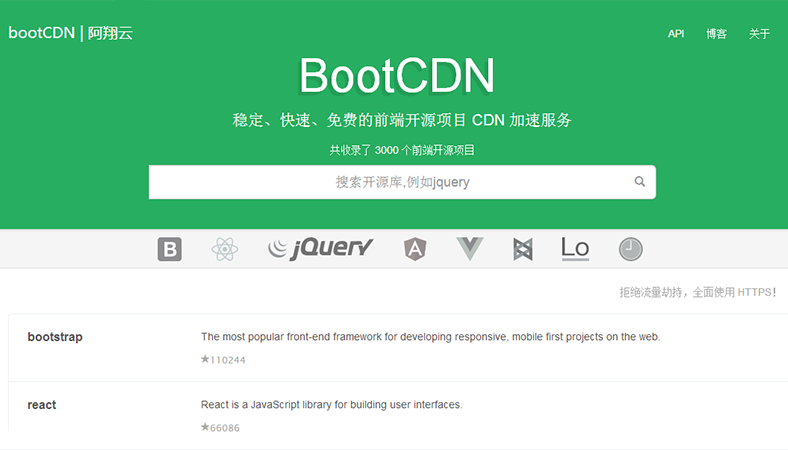 bootCDN | 阿翔云
API 博客 关于
BootCDN
稳定、快速、免费的前端开源项目 CDN 加速服务
共收录了 3000 个前端开源项目
搜索开源库,例如jquery
B jQuery A Lo
拒绝流量劫持，全面使用 HTTPS！
bootstrap The most popular front-end framework for developing responsive, mobile first projects on the web.
★110244
react React is a JavaScript library for building user interfaces.
★66086